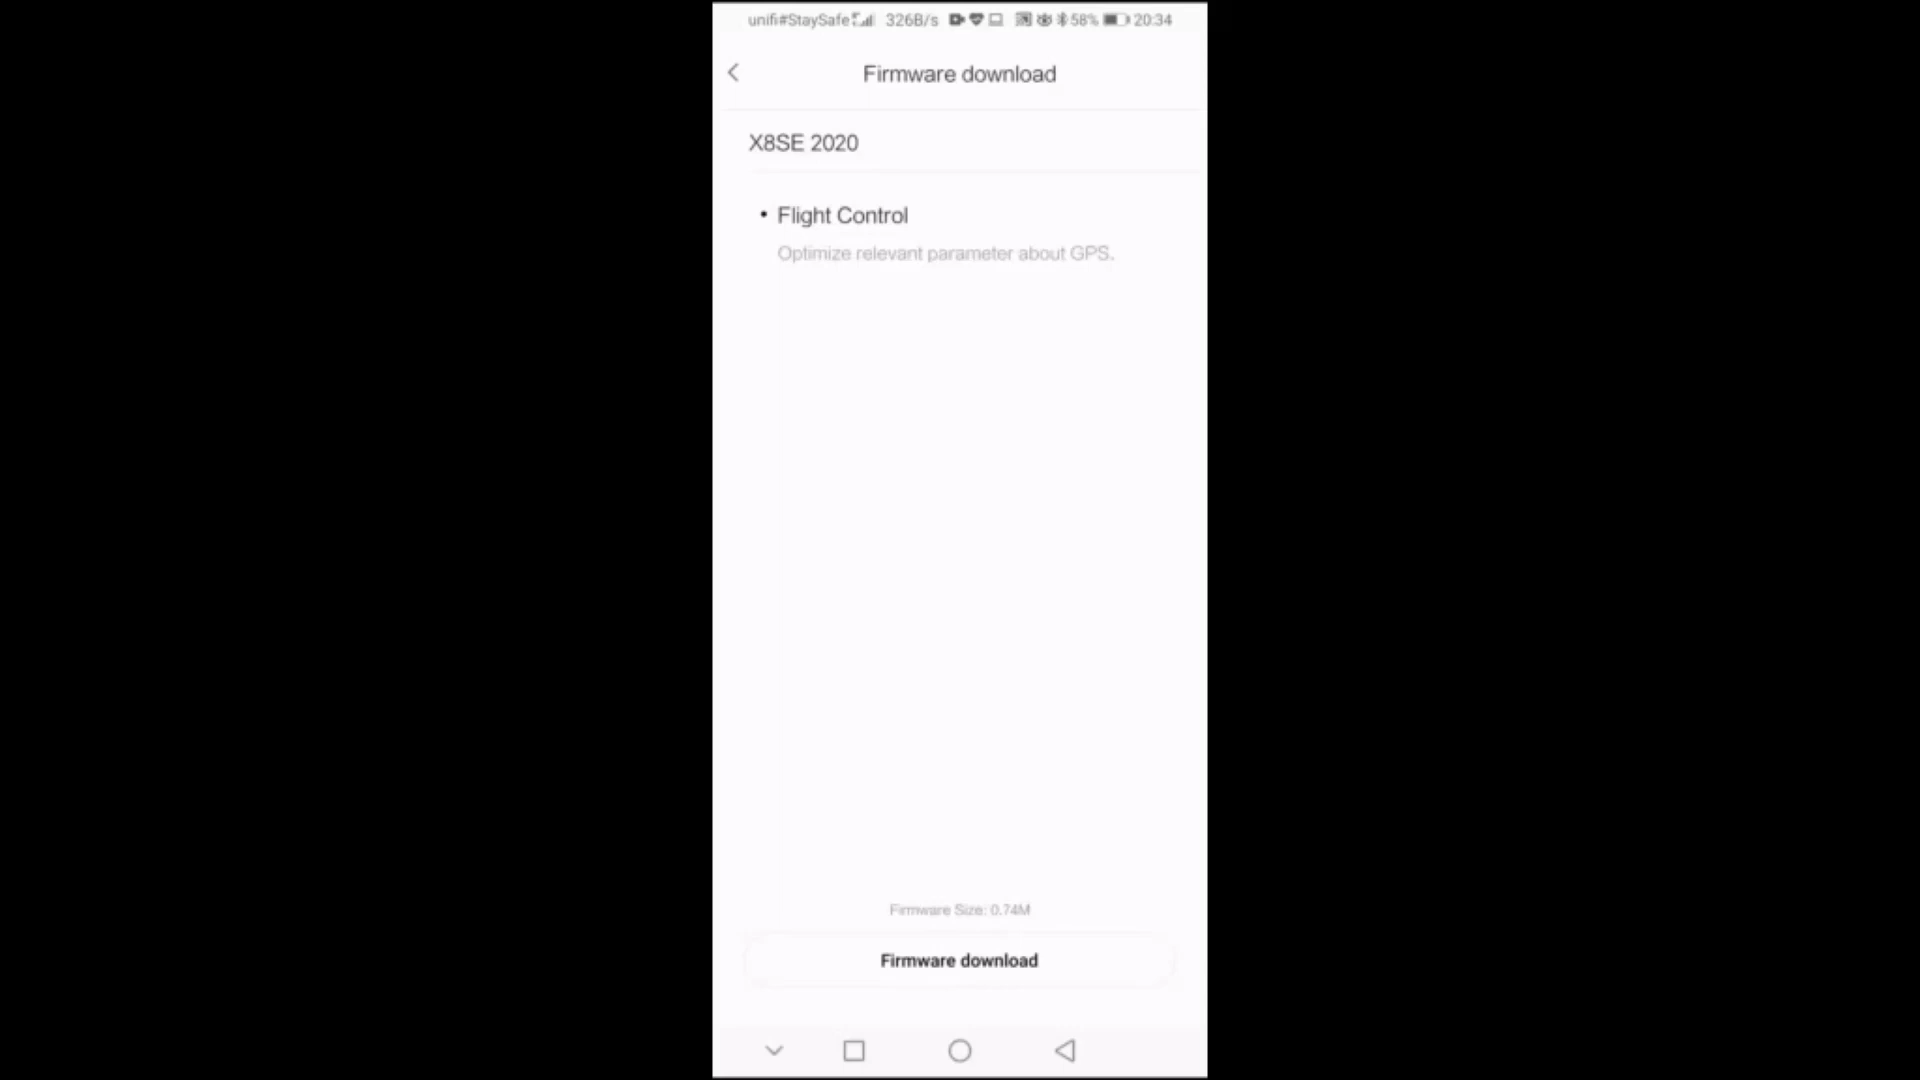 unifi#StaySafe 326B/s 58% 20:34
Firmware download
X8SE 2020
• Flight Control
Optimize relevant parameter about GPS.
Firmware Size: 0.74M
Firmware download